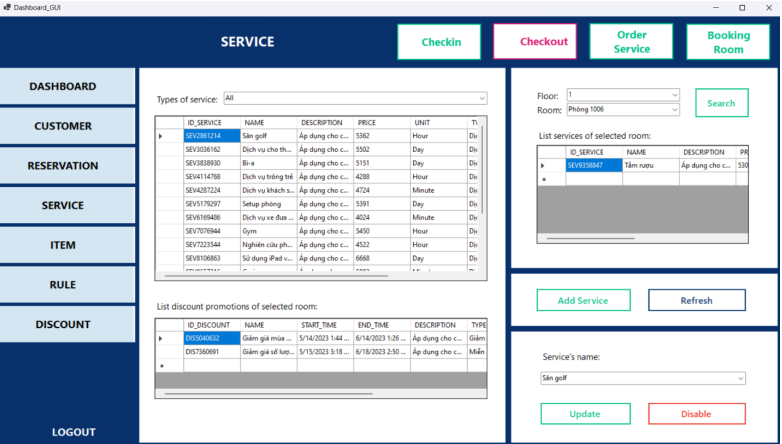 Dashboard_GUI
SERVICE
Checkin
Checkout
Order
Service
Booking
Room
DASHBOARD
CUSTOMER
RESERVATION
SERVICE
ITEM
RULE
DISCOUNT
LOGOUT
Types of service: All
ID_SERVICE NAME DESCRIPTION PRICE UNIT
SEV2861214 Sân golf Áp dụng cho c... 5362 Hour Dịc
SEV3036162 Dịch vụ cho th... Áp dụng cho c... 5502 Day Dịc
SEV3838930 Bi-a Áp dụng cho c... 5151 Day Dịc
SEV4114768 Dịch vụ trông trẻ Áp dụng cho c... 4288 Hour Dịc
SEV4287224 Dịch vụ khách s... Áp dụng cho c... 4724 Minute Dịc
SEV5179297 Setup phòng Áp dụng cho c... 5391 Day Dịc
SEV6169486 Dịch vụ xe đưa ... Áp dụng cho c... 4024 Minute Dịc
SEV7076944 Gym Áp dụng cho c... 5450 Hour Dịc
SEV7223544 Nghiên cứu ph... Áp dụng cho c... 4522 Hour Dịc
SEV8106863 Sử dụng iPad v... Áp dụng cho c... 6668 Day Dịc
List discount promotions of selected room:
ID_DISCOUNT NAME START_TIME END_TIME DESCRIPTION TYPE
DIS5040632 Giảm giá mùa ... 5/14/2023 1:44 ... 6/14/2023 1:26 ... Áp dụng cho c... Giảm
DIS7360691 Giảm giá số lượ... 5/15/2023 3:18 ... 6/18/2023 2:50 ... Áp dụng cho c... Miễn
Floor: 1
Room: Phòng 1006
Search
List services of selected room:
ID_SERVICE NAME DESCRIPTION PR
SEV9358847 Tắm rượu Áp dụng cho c... 530
Add Service
Refresh
Service's name:
Sân golf
Update
Disable